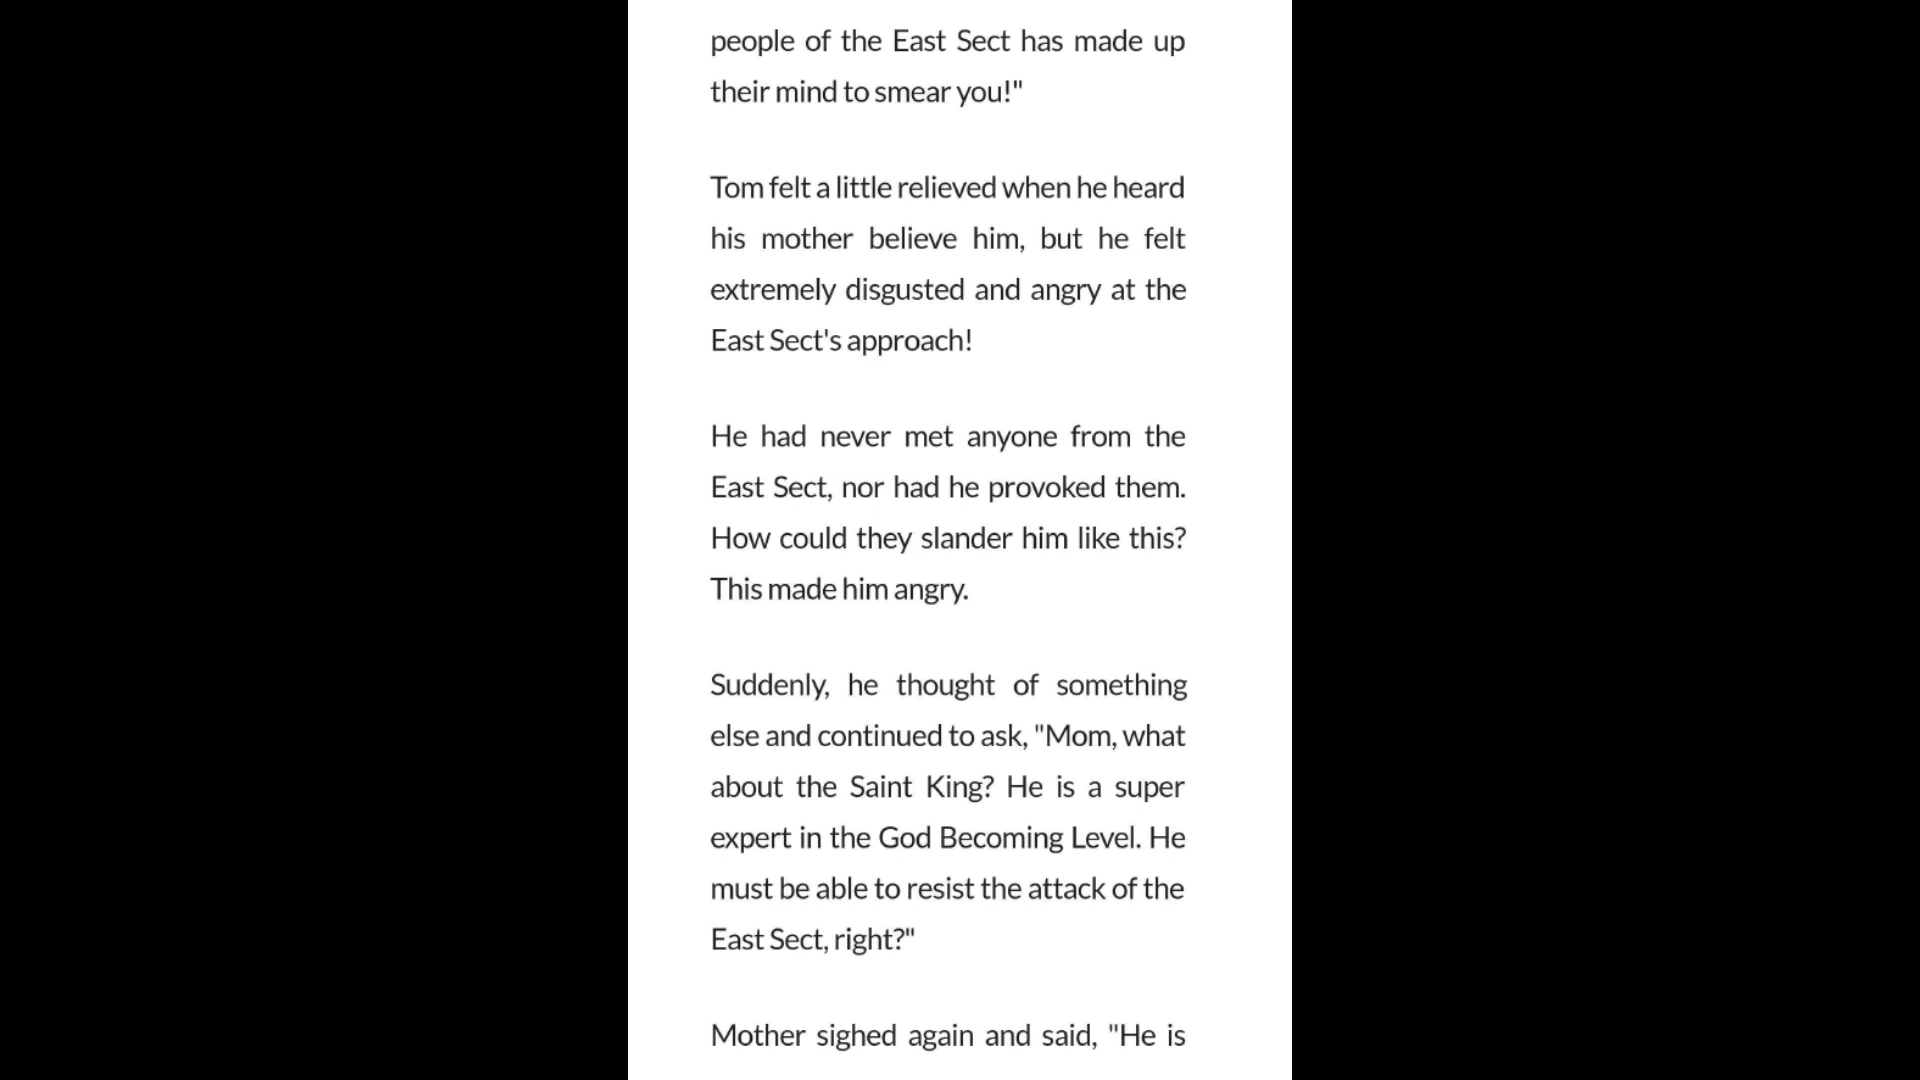 people of the East Sect has made up
their mind to smear you!"
Tom felt a little relieved when he heard
his mother believe him, but he felt
extremely disgusted and angry at the
East Sect's approach!
He had never met anyone from the
East Sect, nor had he provoked them.
How could they slander him like this?
This made him angry.
Suddenly, he thought of something
else and continued to ask, "Mom, what
about the Saint King? He is a super
expert in the God Becoming Level. He
must be able to resist the attack of the
East Sect, right?"
Mother sighed again and said, "He is